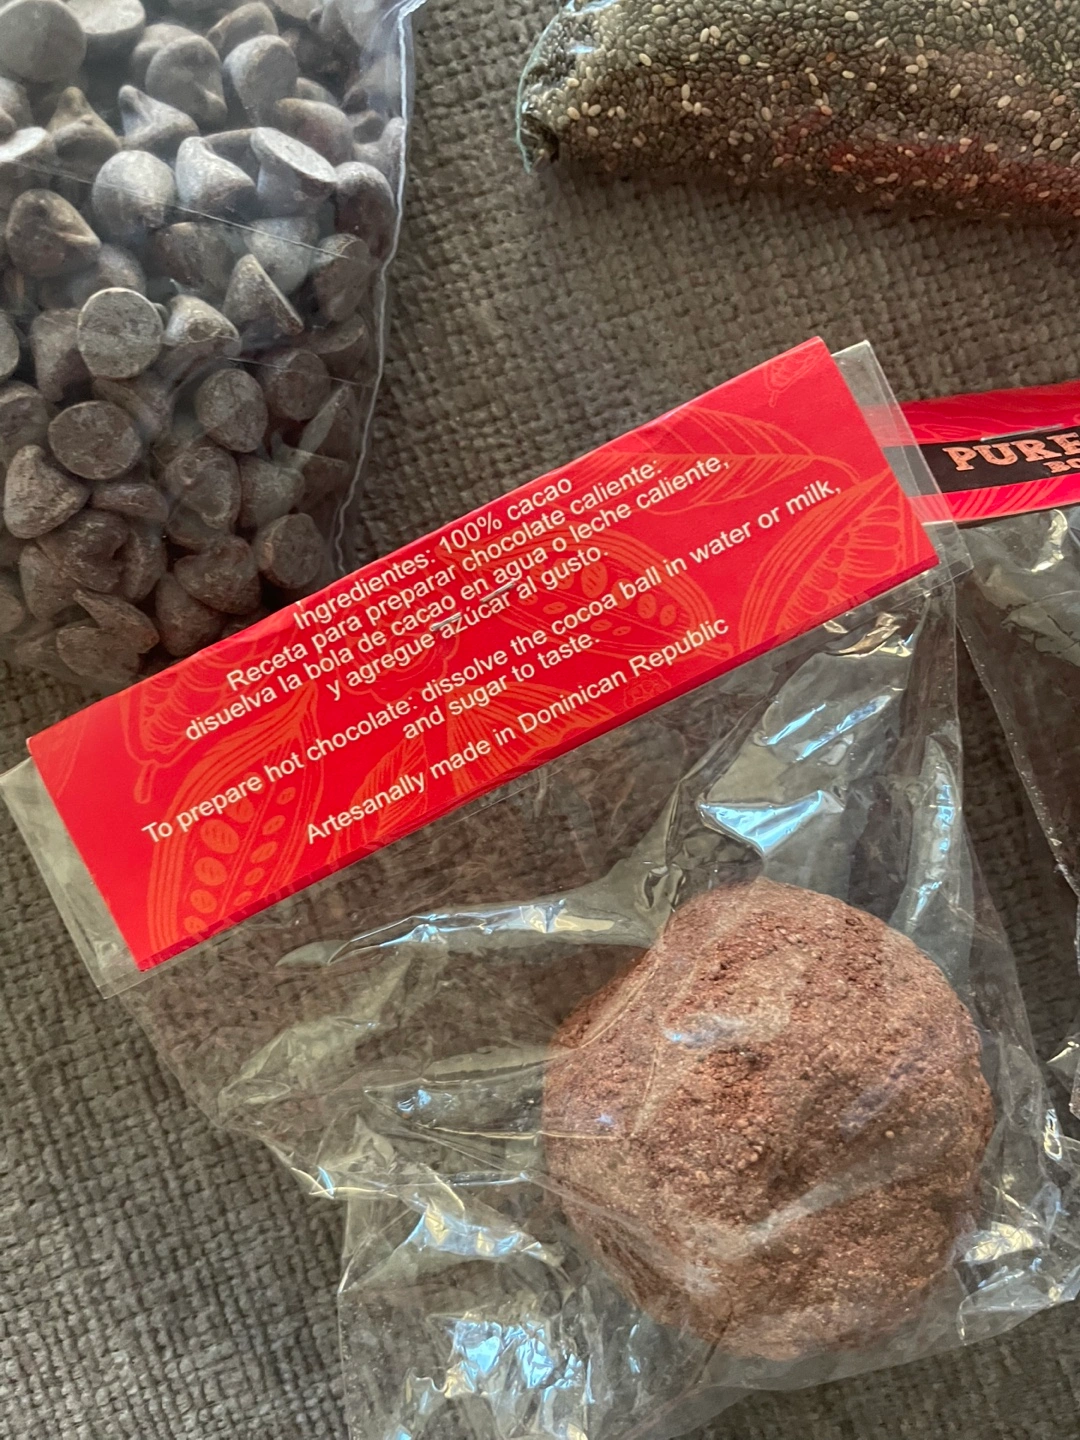 Ingredientes: 100% cacao
Receta para preparar chocolate caliente:
disuelva la bola de cacao en agua o leche caliente,
y agregue azúcar al gusto.
To prepare hot chocolate: dissolve the cocoa ball in water or milk,
and sugar to taste.
Artesanally made in Doninican Republic
PURE